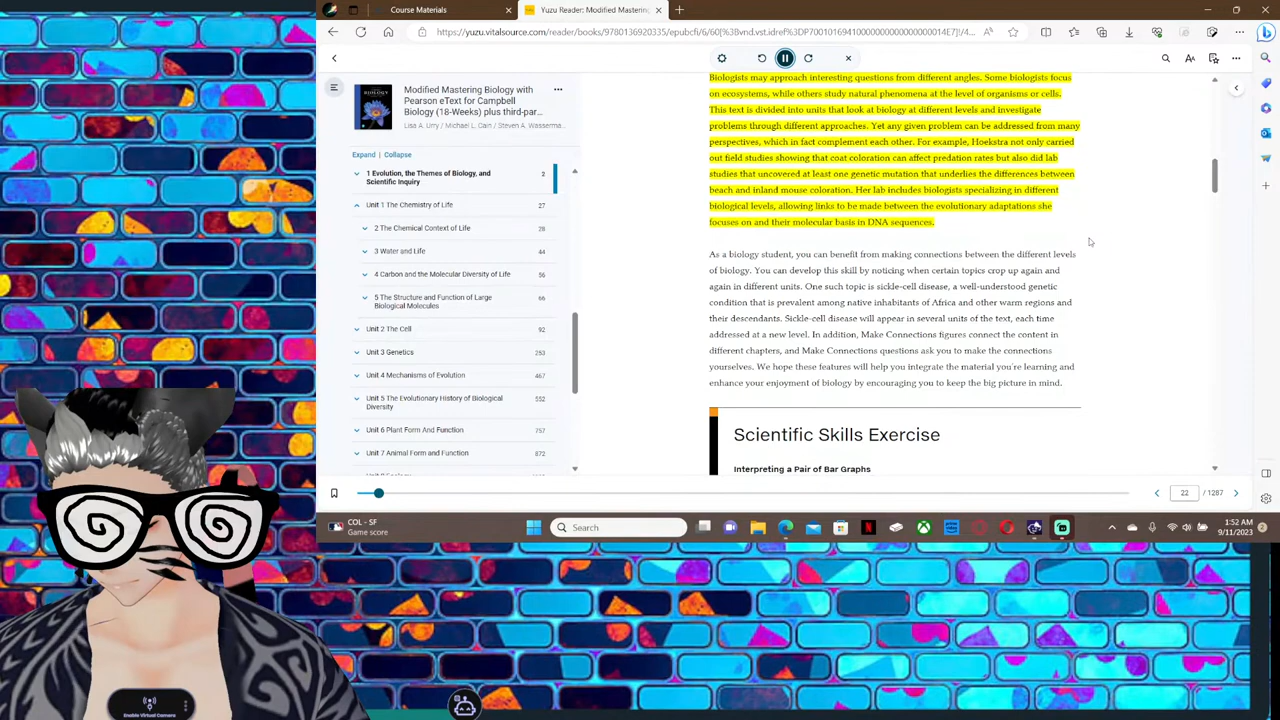 Course Materials
Yuzu Reader: Modified Mastering
https://yuzu.vitalsource.com/reader/books/9780136920335/epubcfi/6/60[%3Bvnd.vst.idref%3DP7001016941000000000000000014E7]!/4...
Modified Mastering Biology with
Pearson eText for Campbell
Biology (18-Weeks) plus third-par...
Lisa A. Urry / Michael L. Cain / Steven A. Wasserma...
Expand | Collapse
1 Evolution, the Themes of Biology, and
Scientific Inquiry
2
Unit 1 The Chemistry of Life 27
2 The Chemical Context of Life 28
3 Water and Life 44
4 Carbon and the Molecular Diversity of Life 56
5 The Structure and Function of Large
Biological Molecules
66
Unit 2 The Cell 92
Unit 3 Genetics 253
Unit 4 Mechanisms of Evolution 467
Unit 5 The Evolutionary History of Biological
Diversity
552
Unit 6 Plant Form And Function 757
Unit 7 Animal Form and Function 872
Biologists may approach interesting questions from different angles. Some biologists focus
on ecosystems, while others study natural phenomena at the level of organisms or cells.
This text is divided into units that look at biology at different levels and investigate
problems through different approaches. Yet any given problem can be addressed from many
perspectives, which in fact complement each other. For example, Hoekstra not only carried
out field studies showing that coat coloration can affect predation rates but also did lab
studies that uncovered at least one genetic mutation that underlies the differences between
beach and inland mouse coloration. Her lab includes biologists specializing in different
biological levels, allowing links to be made between the evolutionary adaptations she
focuses on and their molecular basis in DNA sequences.
As a biology student, you can benefit from making connections between the different levels
of biology. You can develop this skill by noticing when certain topics crop up again and
again in different units. One such topic is sickle-cell disease, a well-understood genetic
condition that is prevalent among native inhabitants of Africa and other warm regions and
their descendants. Sickle-cell disease will appear in several units of the text, each time
addressed at a new level. In addition, Make Connections figures connect the content in
different chapters, and Make Connections questions ask you to make the connections
yourselves. We hope these features will help you integrate the material you're learning and
enhance your enjoyment of biology by encouraging you to keep the big picture in mind.
Scientific Skills Exercise
Interpreting a Pair of Bar Graphs
22 / 1287
COL - SF
Game score
Search
1:52 AM
9/11/2023
Enable Virtual Camera